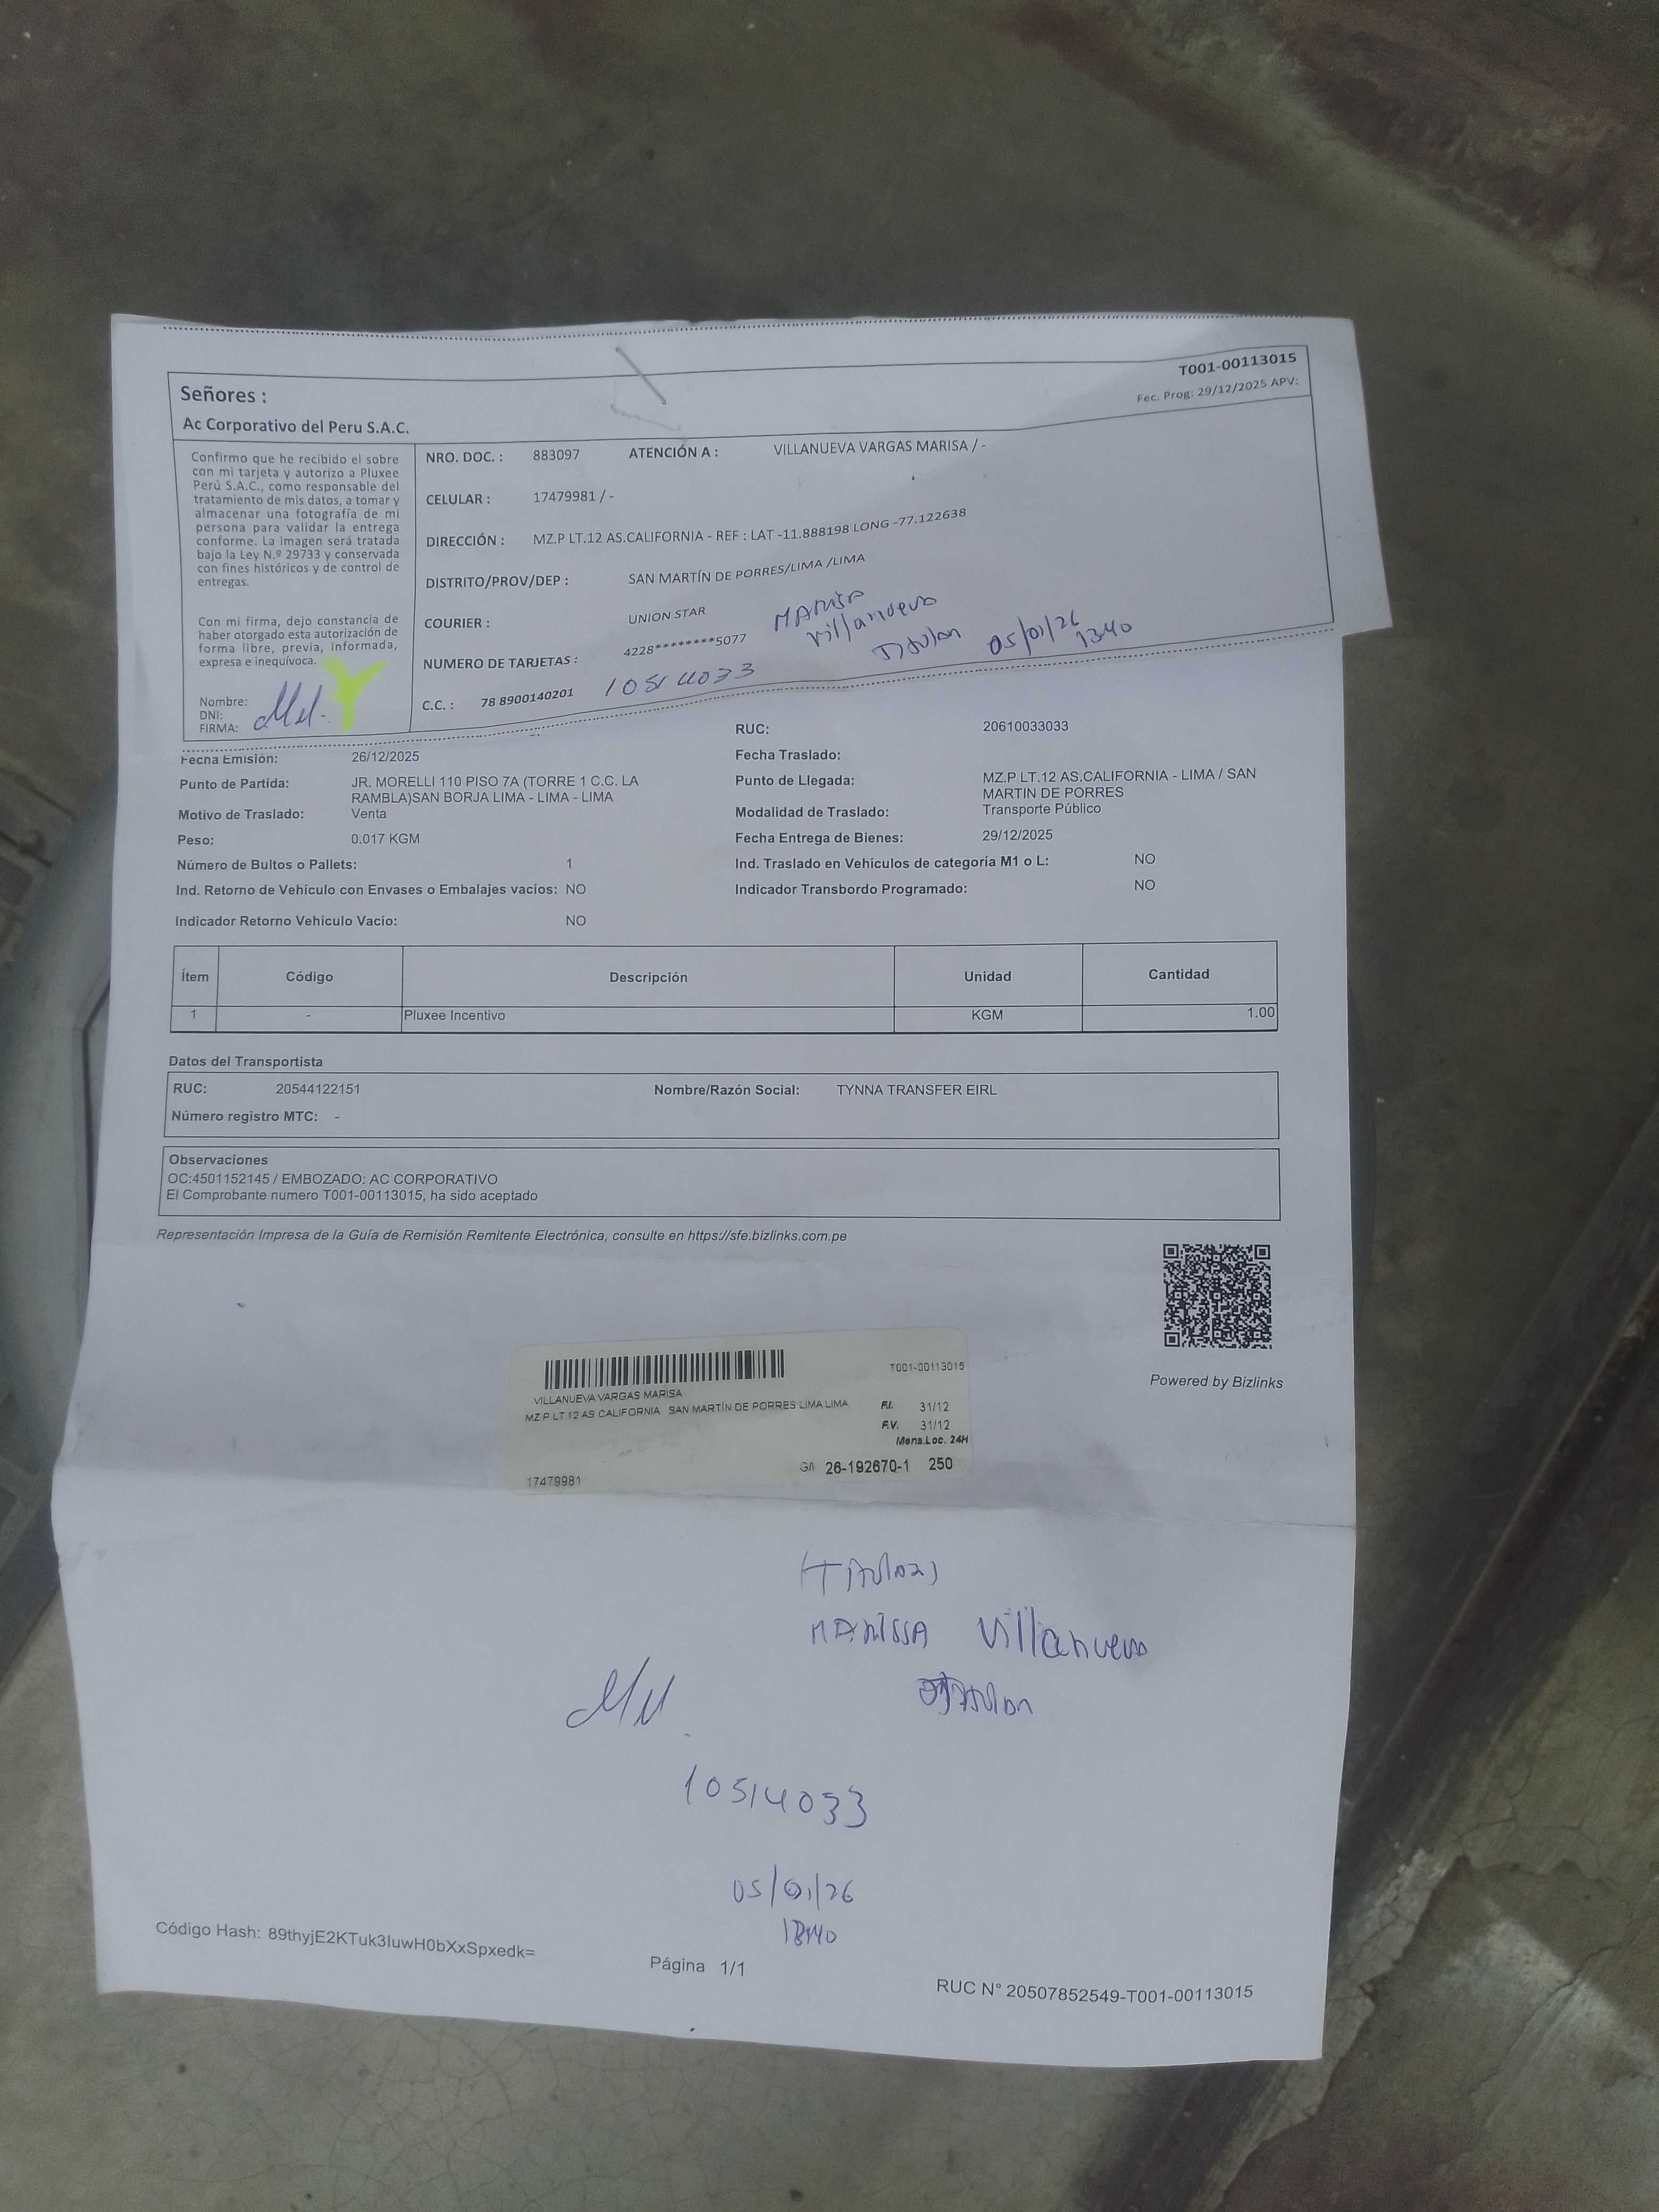 T001-00113015
Señores :
Fec. Prog: 29/12/2025 APV:
Ac Corporativo del Peru S.A.C.
Confirmo que he recibido el sobre
con mi tarjeta y autorizo a Pluxee
Perú S.A.C., como responsable del
tratamiento de mis datos, a tomar y
almacenar una fotografía de mi
persona para validar la entrega
conforme. La imagen será tratada
bajo la Ley N.º 29733 y conservada
con fines históricos y de control de
entregas.
Con mi firma, dejo constancia de
haber otorgado esta autorización de
forma libre, previa, informada,
expresa e inequívoca.
Nombre:
DNI:
FIRMA:
NRO. DOC. : 883097 ATENCIÓN A : VILLANUEVA VARGAS MARISA / -
CELULAR : 17479981 / -
DIRECCIÓN : MZ.P LT.12 AS.CALIFORNIA - REF : LAT -11.888198 LONG -77.122638
DISTRITO/PROV/DEP : SAN MARTÍN DE PORRES/LIMA /LIMA
COURIER : UNION STAR
NUMERO DE TARJETAS : 4228********5077
C.C. : 78 8900140201 10514033
MARISA
Villanueva
05/01/26
1340
RUC: 20610033033
Fecha Emisión: 26/12/2025 Fecha Traslado:
Punto de Partida: JR. MORELLI 110 PISO 7A (TORRE 1 C.C. LA Punto de Llegada: MZ.P LT.12 AS.CALIFORNIA - LIMA / SAN
RAMBLA)SAN BORJA LIMA - LIMA - LIMA MARTIN DE PORRES
Motivo de Traslado: Venta Modalidad de Traslado: Transporte Público
Peso: 0.017 KGM Fecha Entrega de Bienes: 29/12/2025
Número de Bultos o Pallets: 1 Ind. Traslado en Vehículos de categoría M1 o L: NO
Ind. Retorno de Vehículo con Envases o Embalajes vacíos: NO Indicador Transbordo Programado: NO
Indicador Retorno Vehículo Vacío: NO
Ítem Código Descripción Unidad Cantidad
1 - Pluxee Incentivo KGM 1.00
Datos del Transportista
RUC: 20544122151 Nombre/Razón Social: TYNNA TRANSFER EIRL
Número registro MTC: -
Observaciones
OC:4501152145 / EMBOZADO: AC CORPORATIVO
El Comprobante numero T001-00113015, ha sido aceptado
Representación Impresa de la Guía de Remisión Remitente Electrónica, consulte en https://sfe.bizlinks.com.pe
Powered by Bizlinks
T001-00113015
VILLANUEVA VARGAS MARISA
MZ.P LT 12 AS CALIFORNIA SAN MARTÍN DE PORRES LIMA LIMA
F.I. 31/12
F.V. 31/12
Mens.Loc. 24H
G/I 26-192670-1 250
17479981
(Titular)
MARISSA Villanueva
10514033
05/01/26
Código Hash: 89thyjE2KTuk3IuwH0bXxSpxedk=
Página 1/1
RUC N° 20507852549-T001-00113015